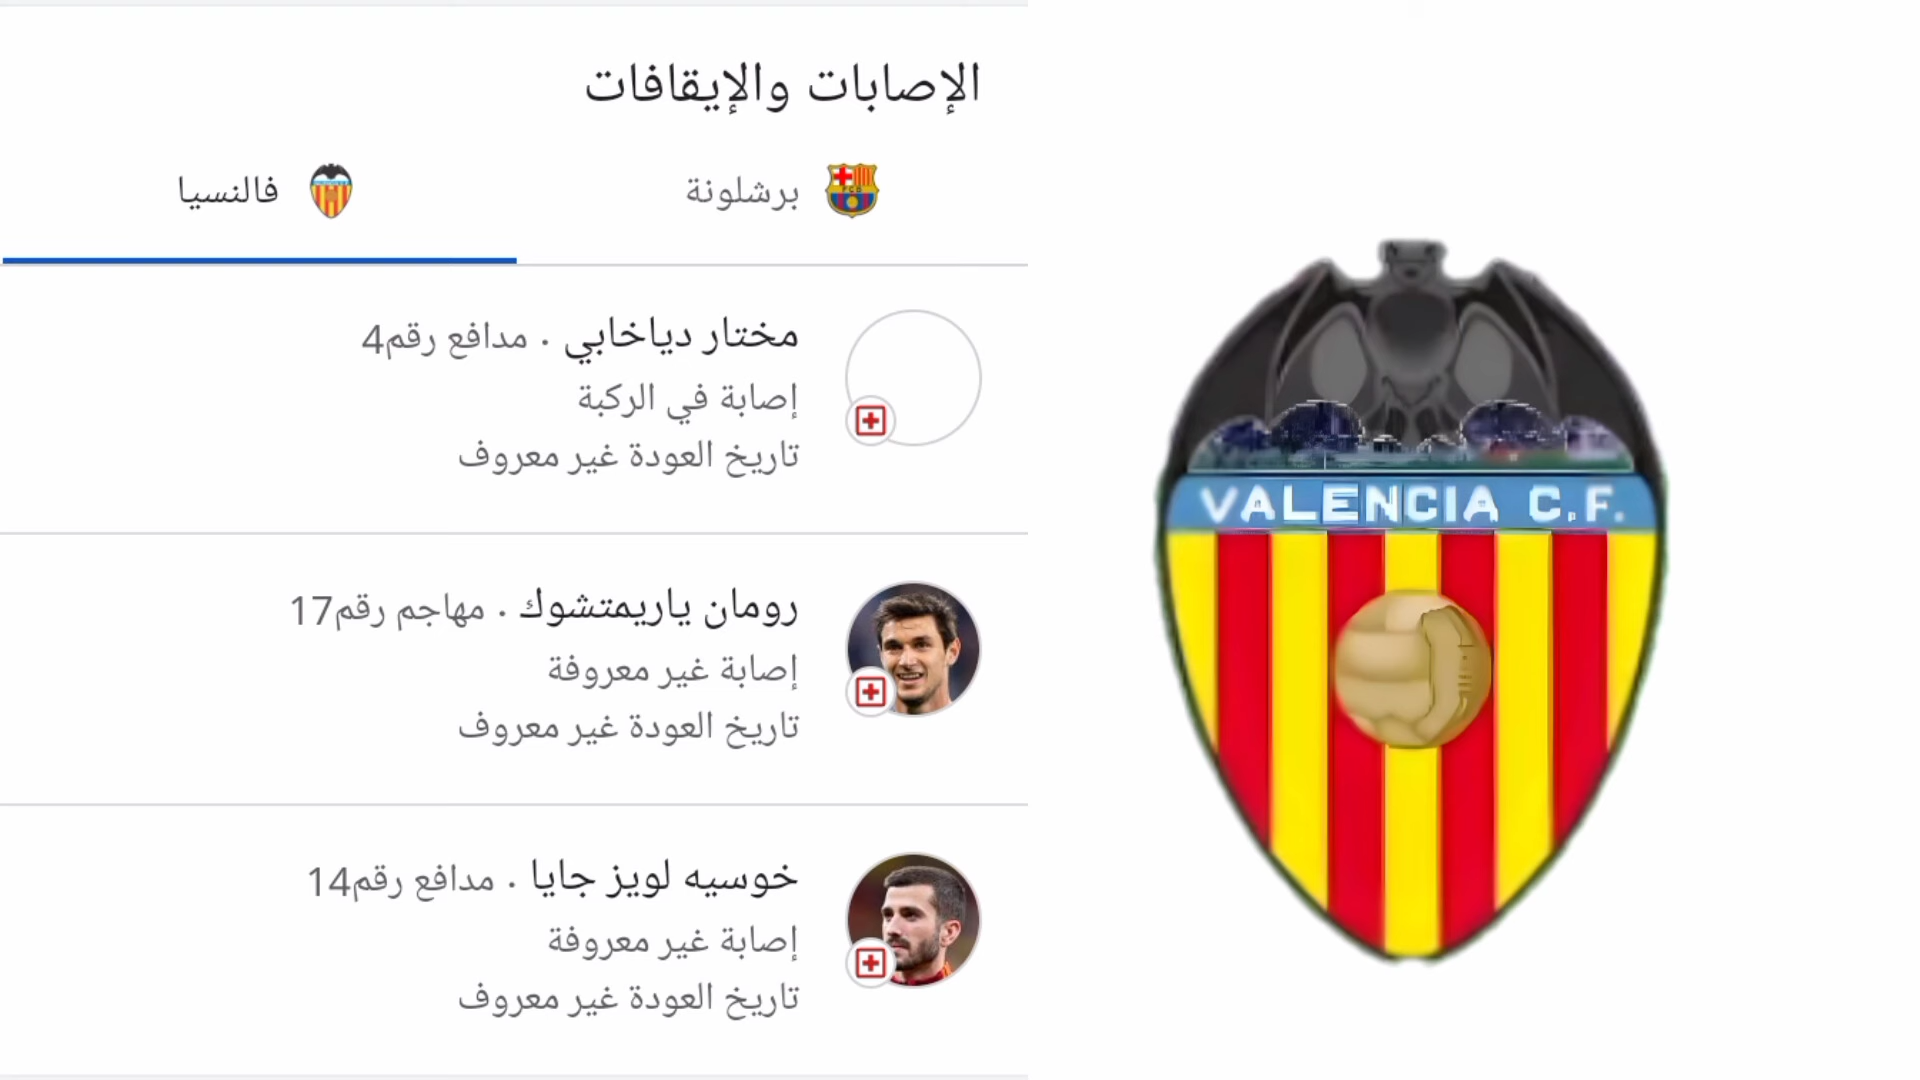 الإصابات والإيقافات
برشلونة
فالنسيا
مختار دياخابي · مدافع رقم4
إصابة في الركبة
تاريخ العودة غير معروف
رومان ياريمتشوك · مهاجم رقم17
إصابة غير معروفة
تاريخ العودة غير معروف
خوسيه لويز جايا · مدافع رقم14
إصابة غير معروفة
تاريخ العودة غير معروف
VALENCIA C.F.